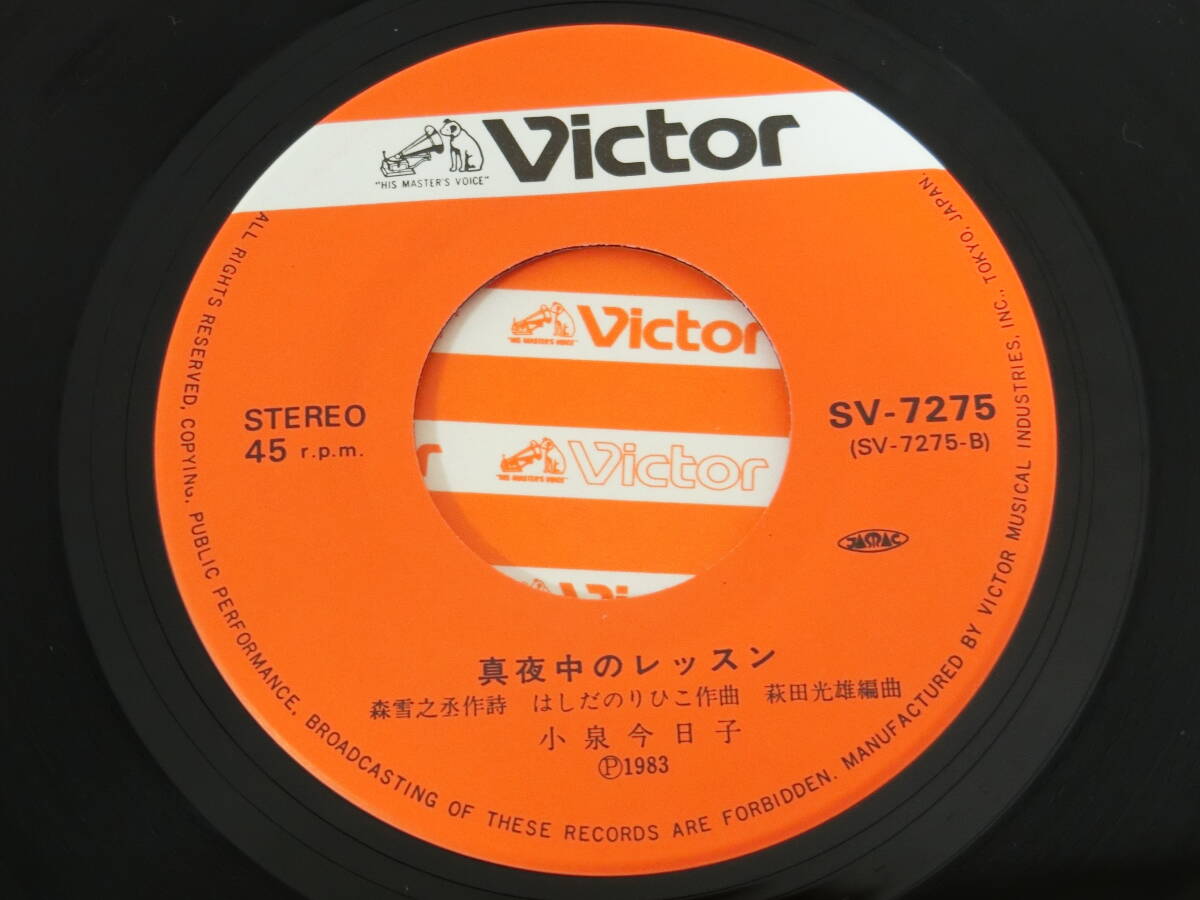 Victor
"HIS MASTER'S VOICE"
Victor
"HIS MASTER'S VOICE"
Victor
"HIS MASTER'S VOICE"
STEREO
45 r.p.m.
SV-7275
(SV-7275-B)
JASRAC
真夜中のレッスン
森雪之丞作詩 はしだのりひこ作曲 萩田光雄編曲
小泉今日子
Ⓟ1983
ALL RIGHTS RESERVED, COPYING, PUBLIC PERFORMANCE, BROADCASTING OF THESE RECORDS ARE FORBIDDEN. MANUFACTURED BY VICTOR MUSICAL INDUSTRIES, INC., TOKYO, JAPAN.